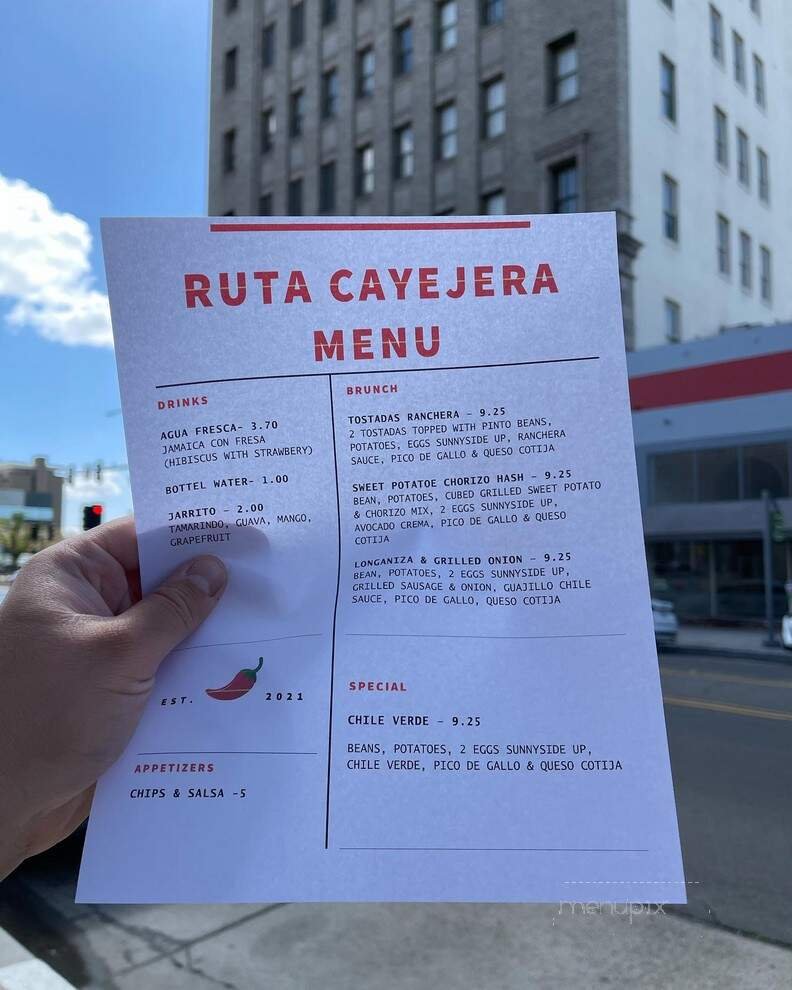 RUTA CAYEJERA
MENU
DRINKS
AGUA FRESCA- 3.70
JAMAICA CON FRESA
(HIBISCUS WITH STRAWBERY)
BOTTEL WATER- 1.00
JARRITO - 2.00
TAMARINDO, GUAVA, MANGO,
GRAPEFRUIT
EST. 2021
APPETIZERS
CHIPS & SALSA -5
BRUNCH
TOSTADAS RANCHERA - 9.25
2 TOSTADAS TOPPED WITH PINTO BEANS,
POTATOES, EGGS SUNNYSIDE UP, RANCHERA
SAUCE, PICO DE GALLO & QUESO COTIJA
SWEET POTATOE CHORIZO HASH - 9.25
BEAN, POTATOES, CUBED GRILLED SWEET POTATO
& CHORIZO MIX, 2 EGGS SUNNYSIDE UP,
AVOCADO CREMA, PICO DE GALLO & QUESO
COTIJA
LONGANIZA & GRILLED ONION - 9.25
BEAN, POTATOES, 2 EGGS SUNNYSIDE UP,
GRILLED SAUSAGE & ONION, GUAJILLO CHILE
SAUCE, PICO DE GALLO, QUESO COTIJA
SPECIAL
CHILE VERDE - 9.25
BEANS, POTATOES, 2 EGGS SUNNYSIDE UP,
CHILE VERDE, PICO DE GALLO & QUESO COTIJA
menupix